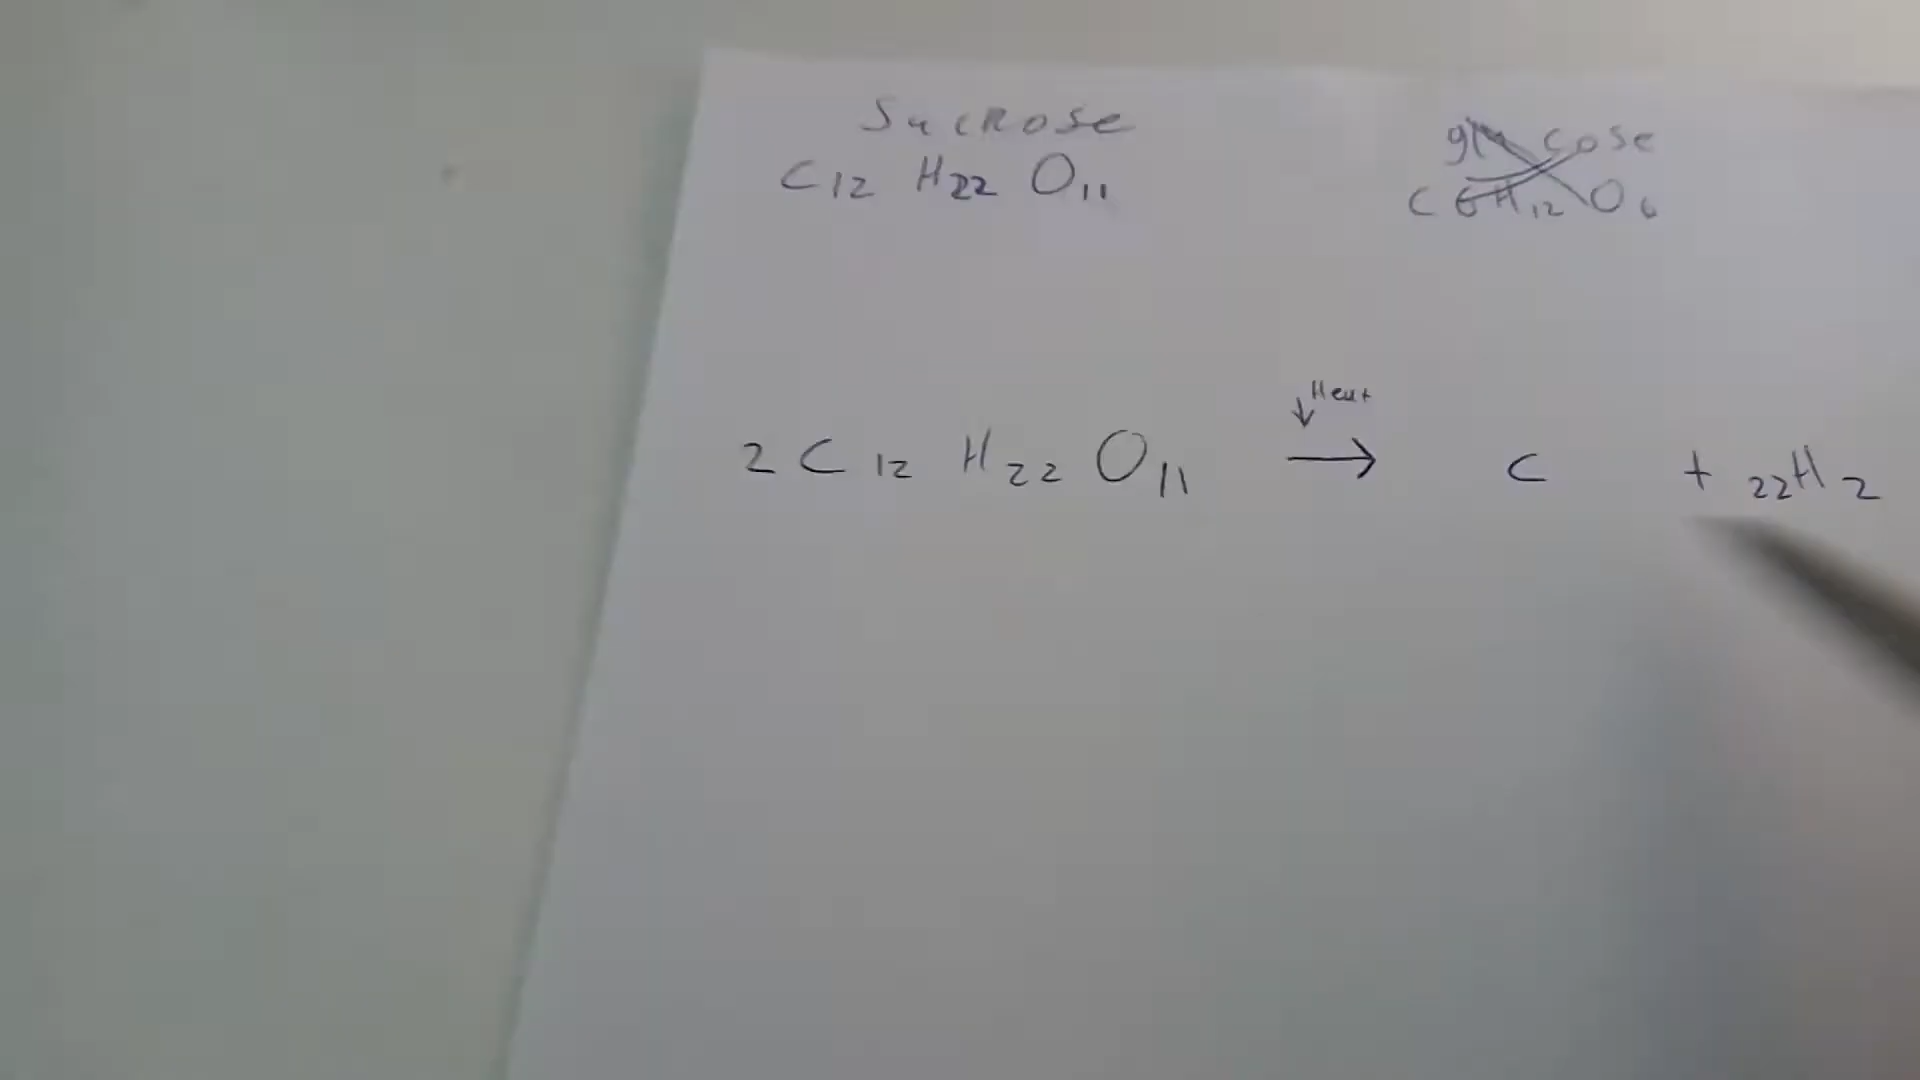 Sucrose glucose
C12 H22 O11 C6H12O6
Heat
2 C12 H22 O11 → C + 22H2